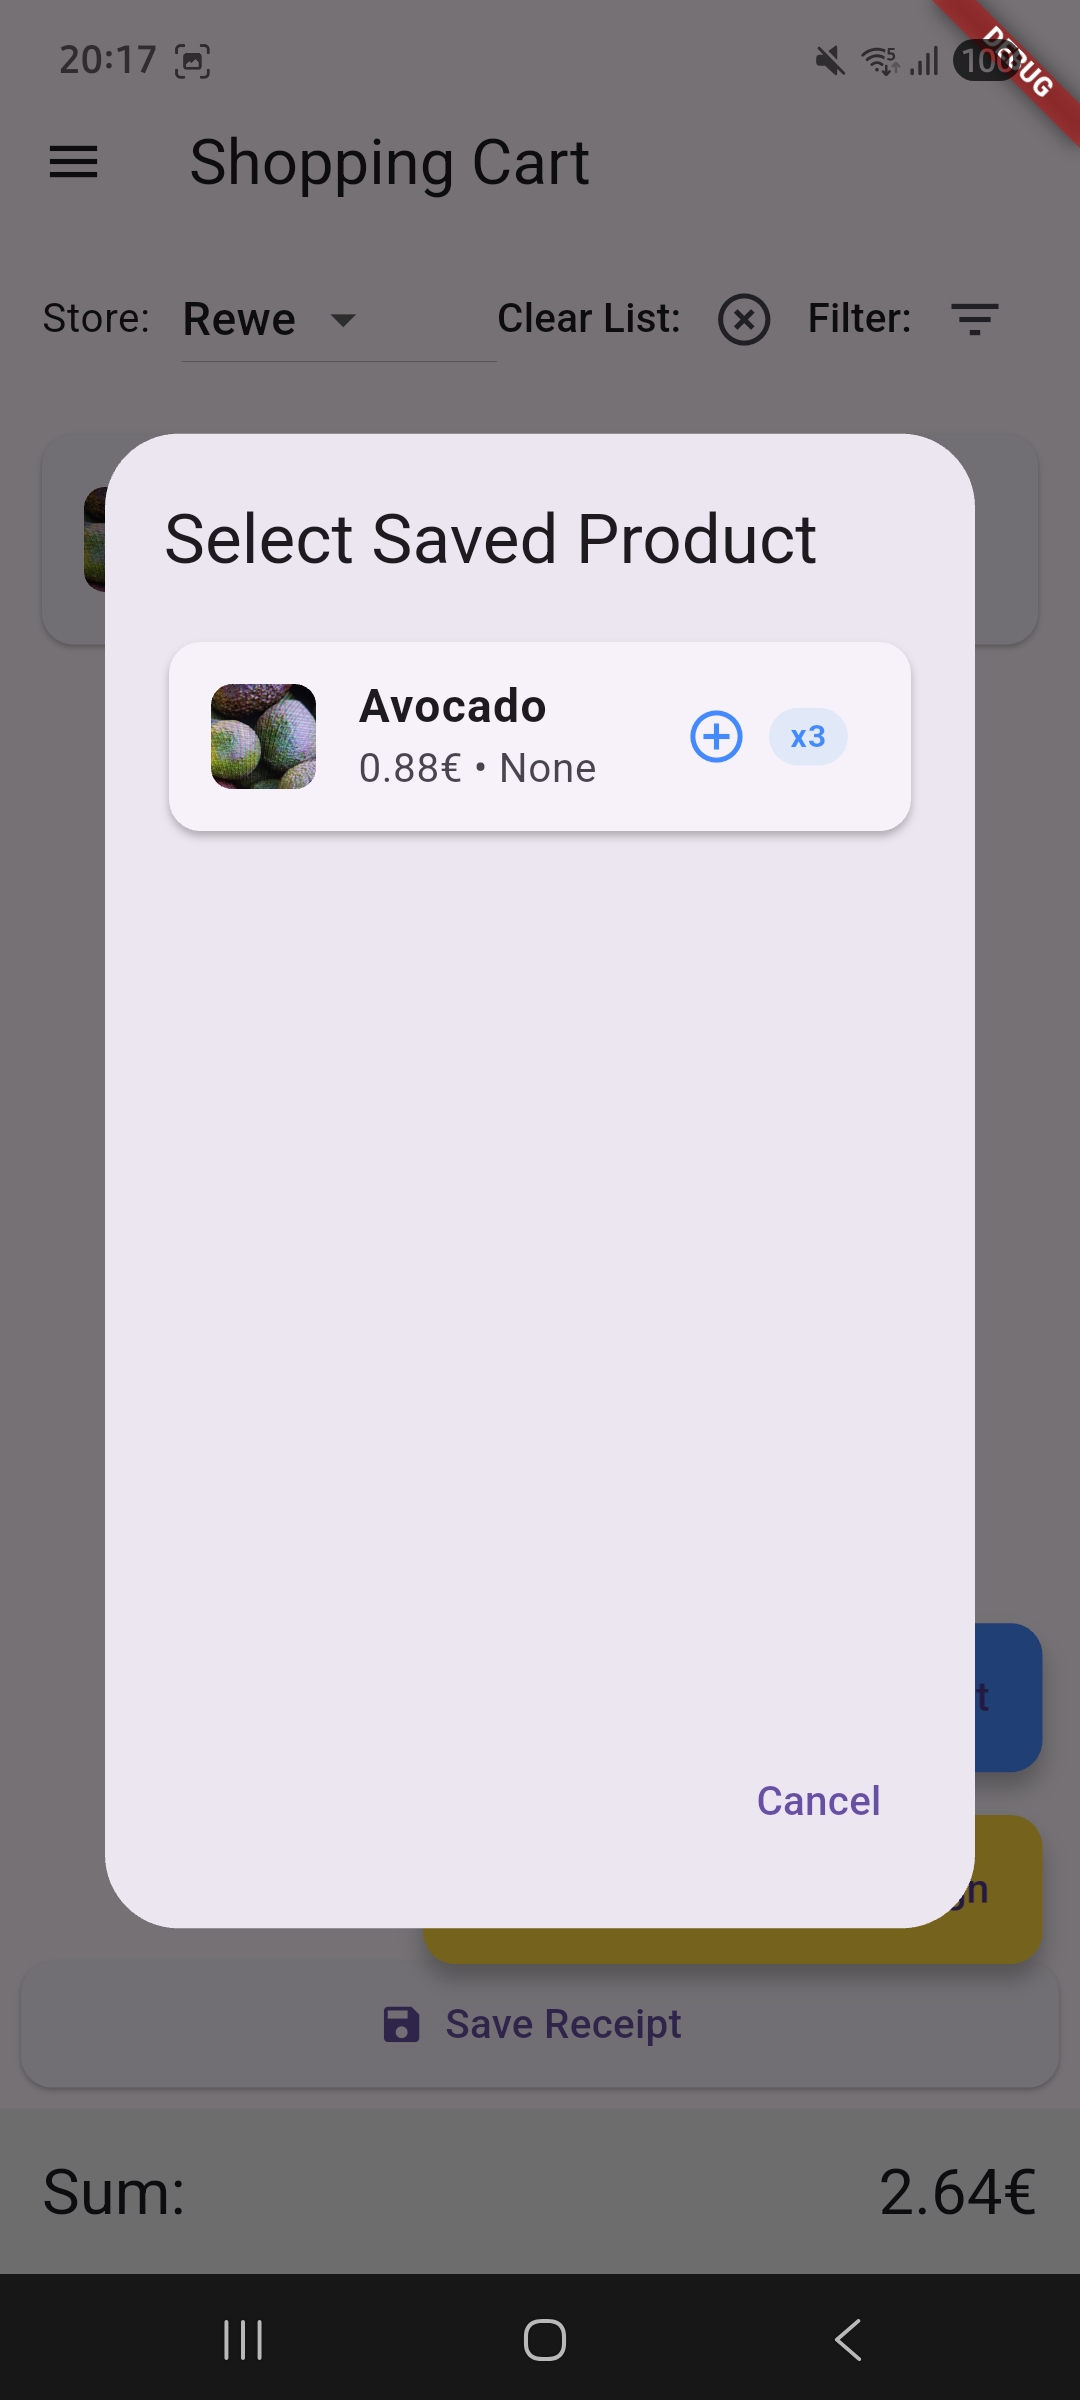 20:17
DEBUG
Shopping Cart
Store: Rewe Clear List: Filter:
Select Saved Product
Avocado
0.88€ • None
x3
Cancel
Save Receipt
Sum: 2.64€